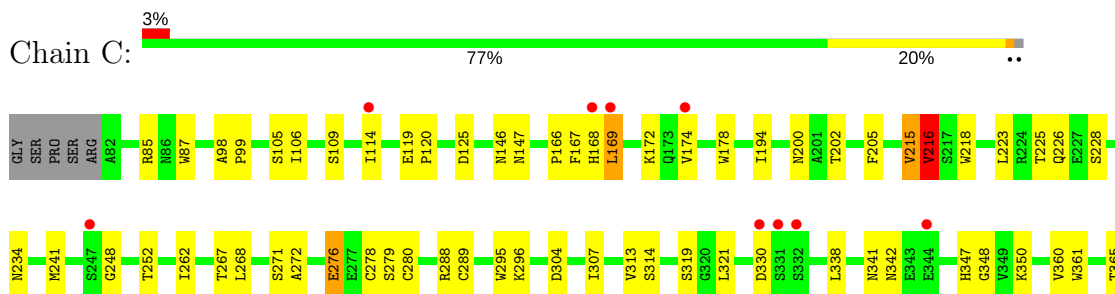 3%
Chain C:
77% 20% ••
GLY SER PRO SER ARG A82 R85 N86 W87 A98 P99 S105 I106 S109 I114 E119 P120 D125 N146 N147 P166 F167 H168 L169 K172 Q173 V174 W178 I194 N200 A201 T202 F205 V215 V216 S217 W218 L223 R224 T225 Q226 E227 S228
N234 M241 S247 G248 T252 I262 T267 L268 S271 A272 E276 E277 C278 S279 C280 R288 C289 W295 K296 D304 I307 V313 S314 S319 G320 L321 D330 S331 S332 L338 N341 N342 E343 E344 H347 G348 V349 K350 V360 W361